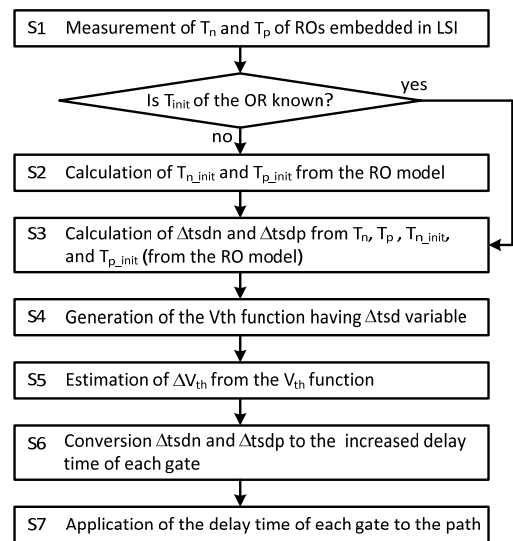 S1 Measurement of Tn and Tp of ROs embedded in LSI
Is Tinit of the OR known?
yes
no
S2 Calculation of Tn_init and Tp_init from the RO model
S3 Calculation of Δtsdn and Δtsdp from Tn, Tp , Tn_init,
and Tp_init (from the RO model)
S4 Generation of the Vth function having Δtsd variable
S5 Estimation of ΔVth from the Vth function
S6 Conversion Δtsdn and Δtsdp to the increased delay
time of each gate
S7 Application of the delay time of each gate to the path